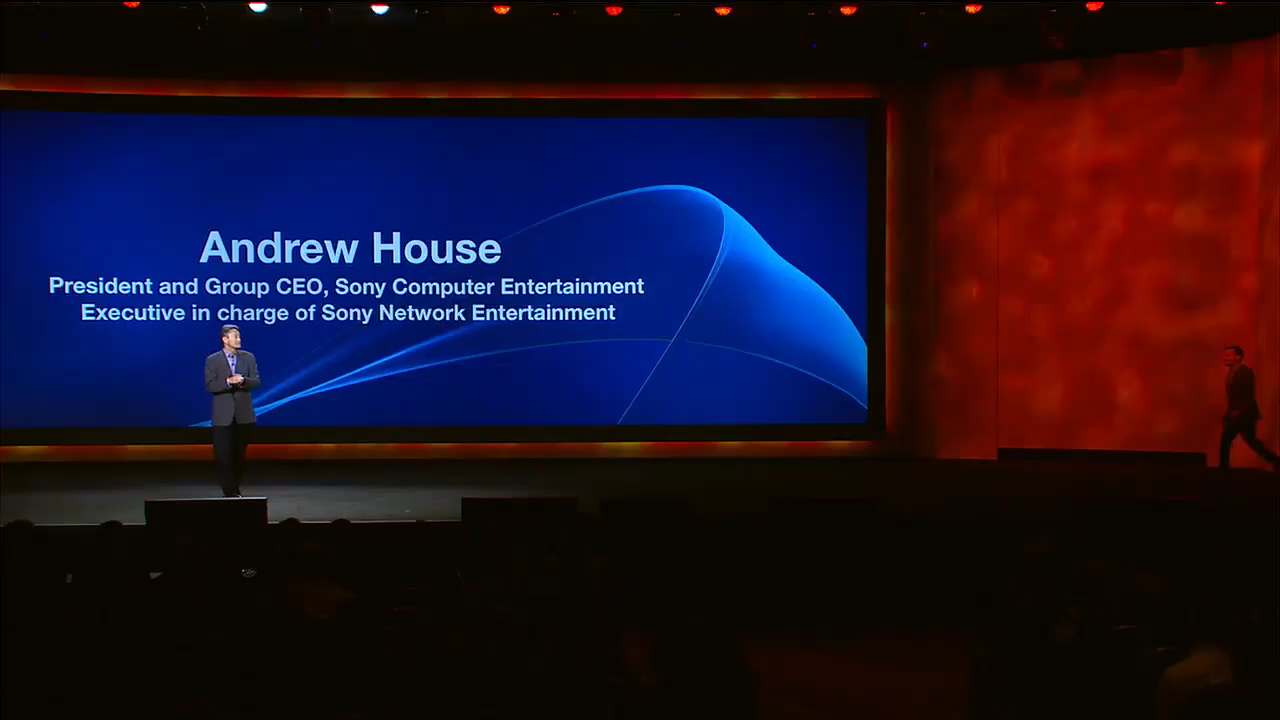 Andrew House
President and Group CEO, Sony Computer Entertainment
Executive in charge of Sony Network Entertainment